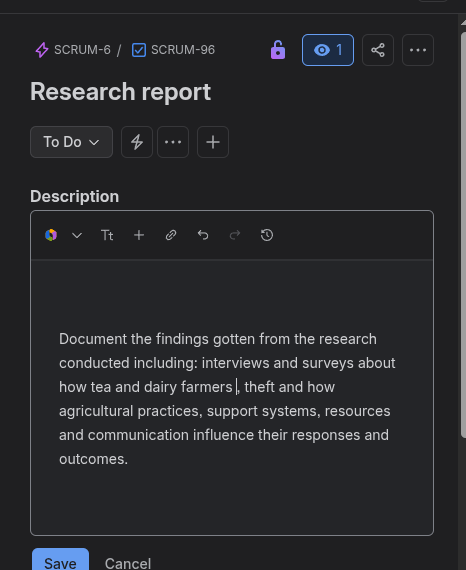 SCRUM-6 / SCRUM-96
1
Research report
To Do
Description
Tt
Document the findings gotten from the research
conducted including: interviews and surveys about
how tea and dairy farmers , theft and how
agricultural practices, support systems, resources
and communication influence their responses and
outcomes.
Save Cancel